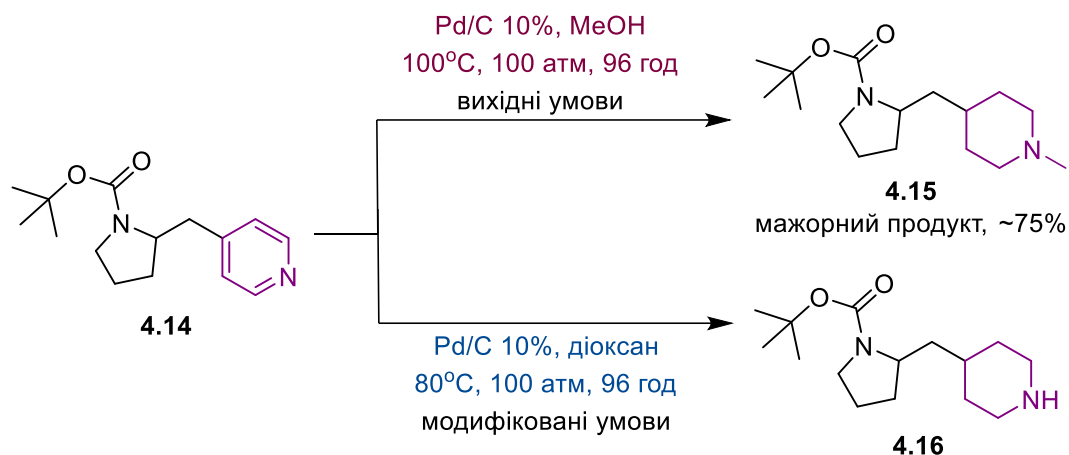 Pd/C 10%, MeOH
100°C, 100 атм, 96 год
вихідні умови
O
O
N
N
4.15
мажорний продукт, ~75%
O
O
N
N
4.14
Pd/C 10%, діоксан
80°C, 100 атм, 96 год
модифіковані умови
O
O
N
NH
4.16